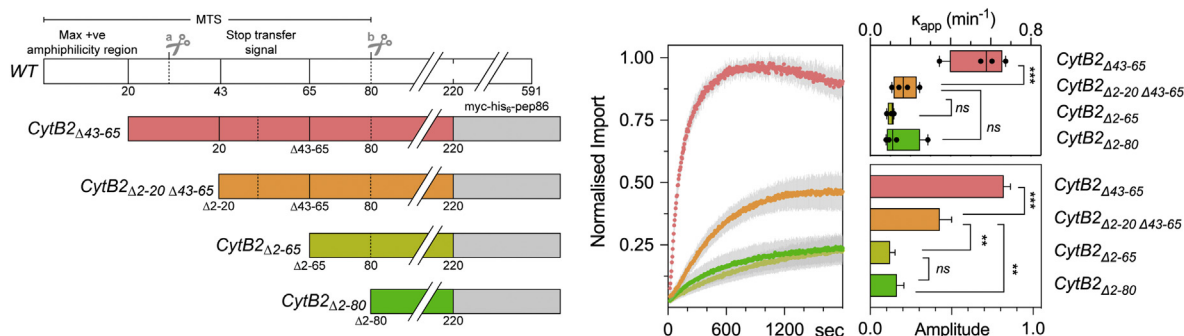 MTS
Max +ve
amphiphilicity region
a
Stop transfer
signal
b
WT
20
43
65
80
220
591
myc-his₆-pep86
CytB2Δ43-65
20
Δ43-65
80
220
CytB2Δ2-20 Δ43-65
Δ2-20
Δ43-65
80
220
CytB2Δ2-65
Δ2-65
80
220
CytB2Δ2-80
Δ2-80
220
Normalised Import
1.00
0.75
0.50
0.25
0
600
1200
sec
κapp (min⁻¹)
0.0
0.8
CytB2Δ43-65
***
CytB2Δ2-20 Δ43-65
ns
CytB2Δ2-65
ns
CytB2Δ2-80
CytB2Δ43-65
***
CytB2Δ2-20 Δ43-65
**
CytB2Δ2-65
ns
**
CytB2Δ2-80
0.0
Amplitude
1.0